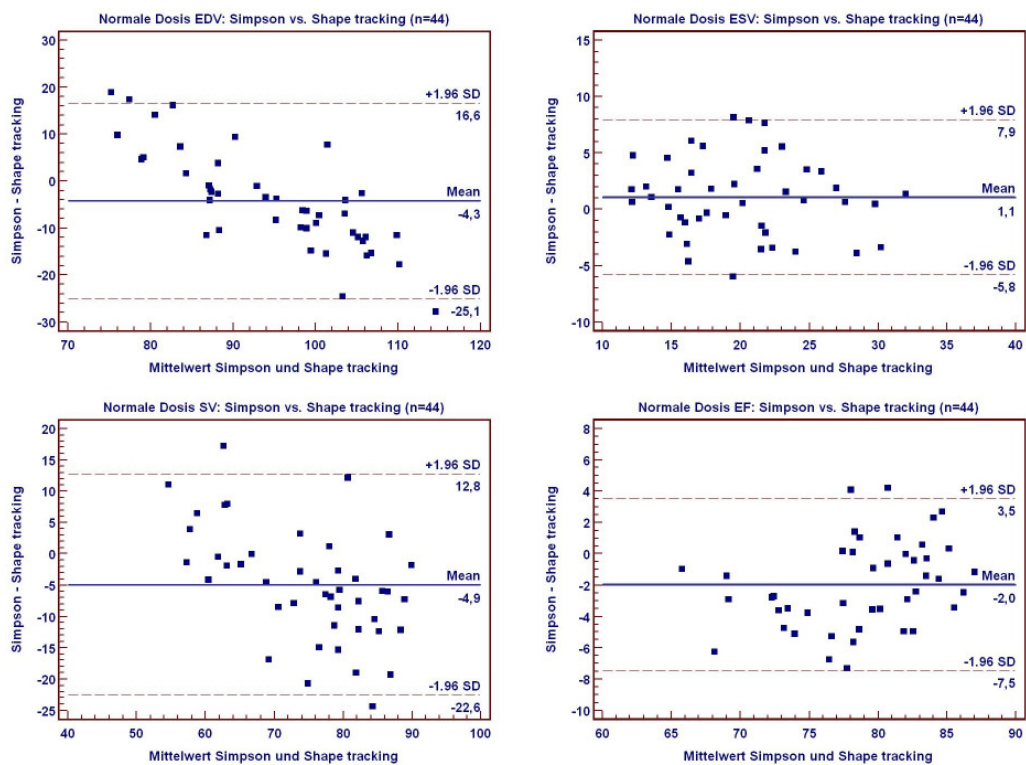 Normale Dosis EDV: Simpson vs. Shape tracking (n=44)
Simpson - Shape tracking
30
20
10
0
-10
-20
-30
+1.96 SD
16,6
Mean
-4,3
-1.96 SD
-25,1
70 80 90 100 110 120
Mittelwert Simpson und Shape tracking
Normale Dosis ESV: Simpson vs. Shape tracking (n=44)
Simpson - Shape tracking
15
10
5
0
-5
-10
+1.96 SD
7,9
Mean
1,1
-1.96 SD
-5,8
10 15 20 25 30 35 40
Mittelwert Simpson und Shape tracking
Normale Dosis SV: Simpson vs. Shape tracking (n=44)
Simpson - Shape tracking
20
15
10
5
0
-5
-10
-15
-20
-25
+1.96 SD
12,8
Mean
-4,9
-1.96 SD
-22,6
40 50 60 70 80 90 100
Mittelwert Simpson und Shape tracking
Normale Dosis EF: Simpson vs. Shape tracking (n=44)
Simpson - Shape tracking
8
6
4
2
0
-2
-4
-6
-8
-10
+1.96 SD
3,5
Mean
-2,0
-1.96 SD
-7,5
60 65 70 75 80 85 90
Mittelwert Simpson und Shape tracking